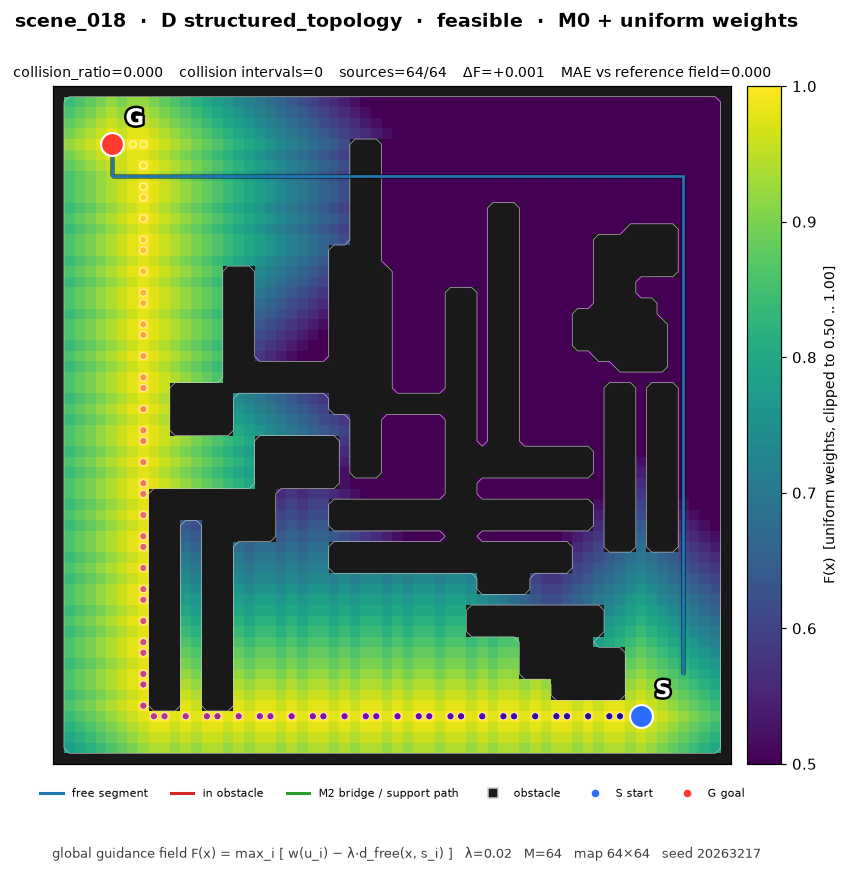 scene_018 · D structured_topology · feasible · M0 + uniform weights
collision_ratio=0.000 collision intervals=0 sources=64/64 ΔF=+0.001 MAE vs reference field=0.000
G
S
1.0
0.9
0.8
0.7
0.6
0.5
F(x) [uniform weights, clipped to 0.50 .. 1.00]
free segment in obstacle M2 bridge / support path obstacle S start G goal
global guidance field F(x) = max_i [ w(u_i) − λ·d_free(x, s_i) ] λ=0.02 M=64 map 64×64 seed 20263217